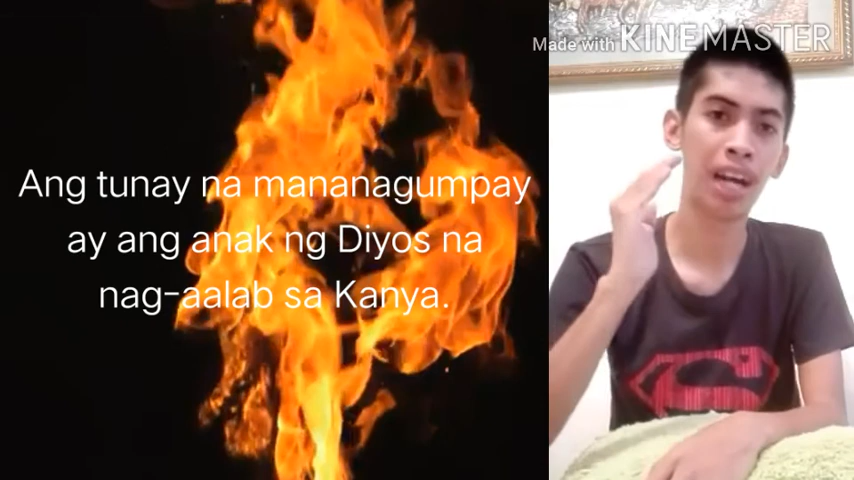 Made with KINEMASTER
Ang tunay na mananagumpay
ay ang anak ng Diyos na
nag-aalab sa Kanya.